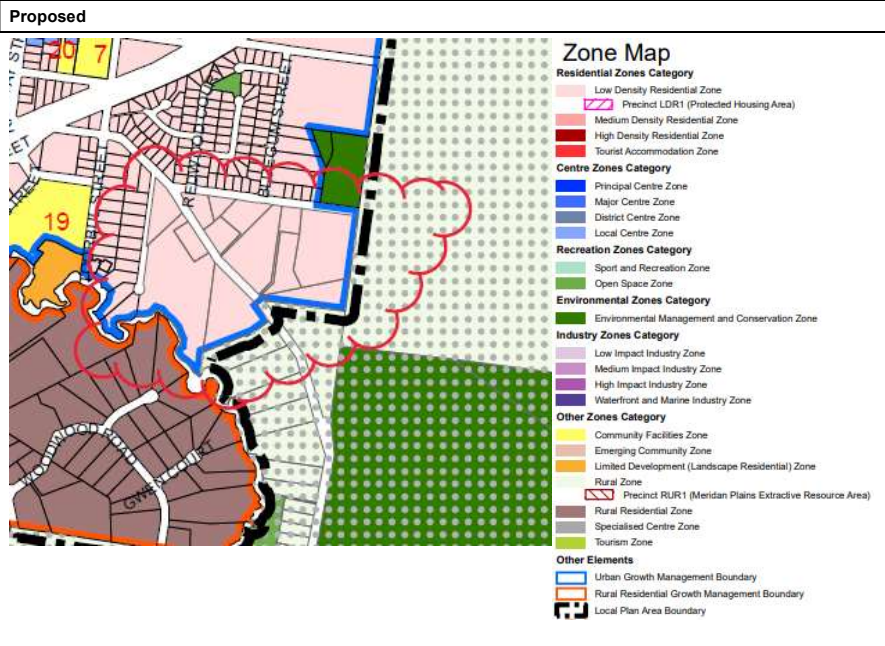 Proposed
Zone Map
Residential Zones Category
Low Density Residential Zone
Precinct LDR1 (Protected Housing Area)
Medium Density Residential Zone
High Density Residential Zone
Tourist Accommodation Zone
Centre Zones Category
Principal Centre Zone
Major Centre Zone
District Centre Zone
Local Centre Zone
Recreation Zones Category
Sport and Recreation Zone
Open Space Zone
Environmental Zones Category
Environmental Management and Conservation Zone
Industry Zones Category
Low Impact Industry Zone
Medium Impact Industry Zone
High Impact Industry Zone
Waterfront and Marine Industry Zone
Other Zones Category
Community Facilities Zone
Emerging Community Zone
Limited Development (Landscape Residential) Zone
Rural Zone
Precinct RUR1 (Meridian Plains Extractive Resource Area)
Rural Residential Zone
Specialised Centre Zone
Tourism Zone
Other Elements
Urban Growth Management Boundary
Rural Residential Growth Management Boundary
Local Plan Area Boundary
20
7
19
STREET
STREET
GWEN COURT